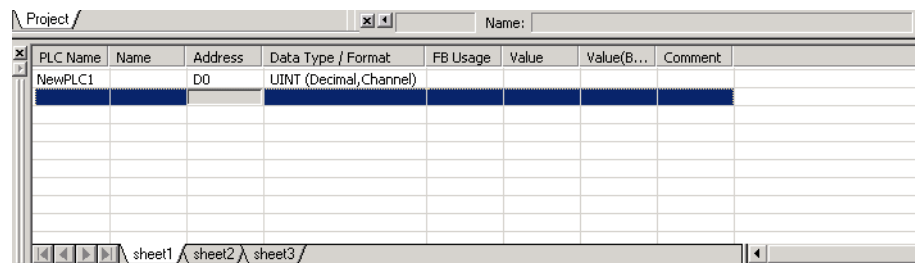 Project
Name:
PLC Name Name Address Data Type / Format FB Usage Value Value(B... Comment
NewPLC1 D0 UINT (Decimal,Channel)
sheet1 sheet2 sheet3